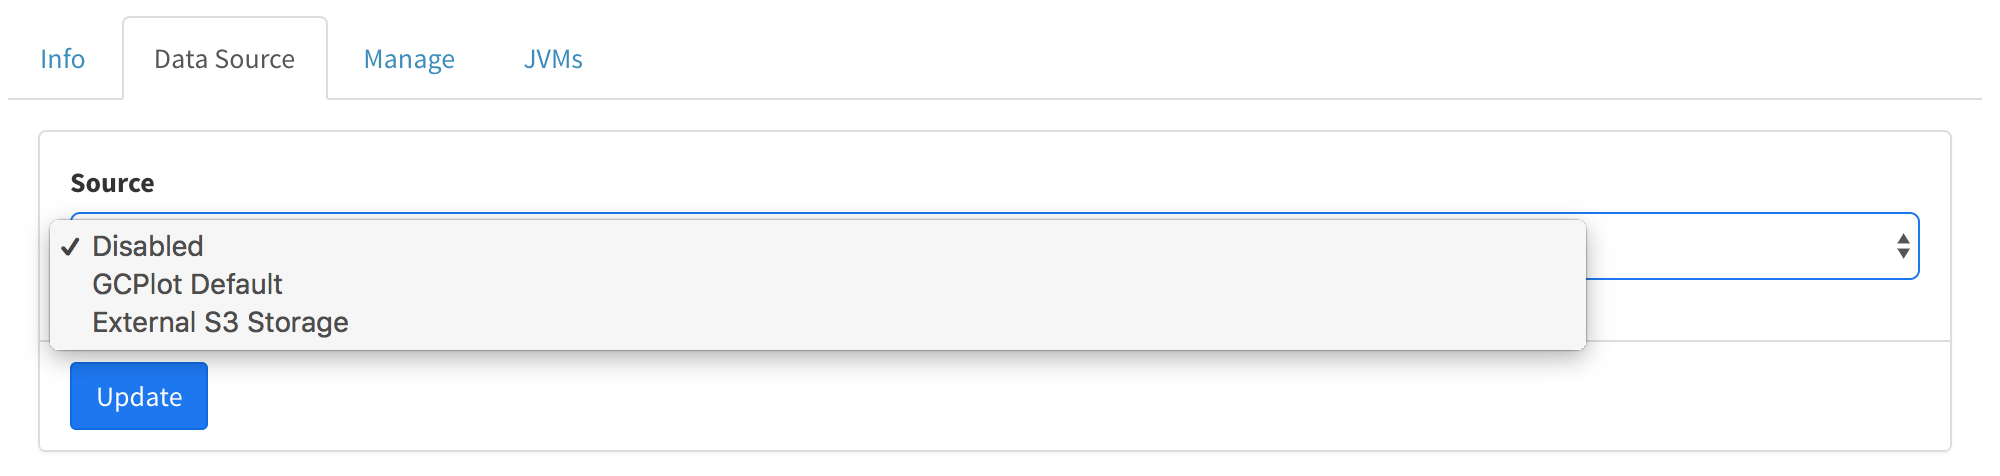 Info Data Source Manage JVMs
Source
Disabled
GCPlot Default
External S3 Storage
Update